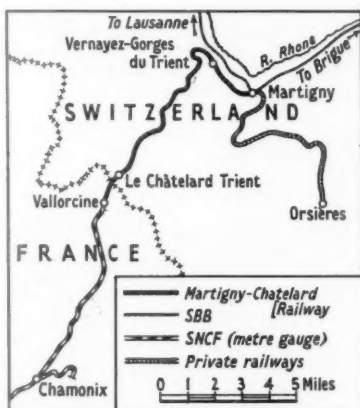 To Lausanne
Vernayez-Gorges
du Trient
R. Rhone
To Brigue
Martigny
SWITZERLAND
Le Châtelard Trient
Vallorcine
Orsières
FRANCE
Martigny-Chatelard
[Railway
SBB
SNCF (metre gauge)
Private railways
Chamonix
0 1 2 3 4 5
Miles